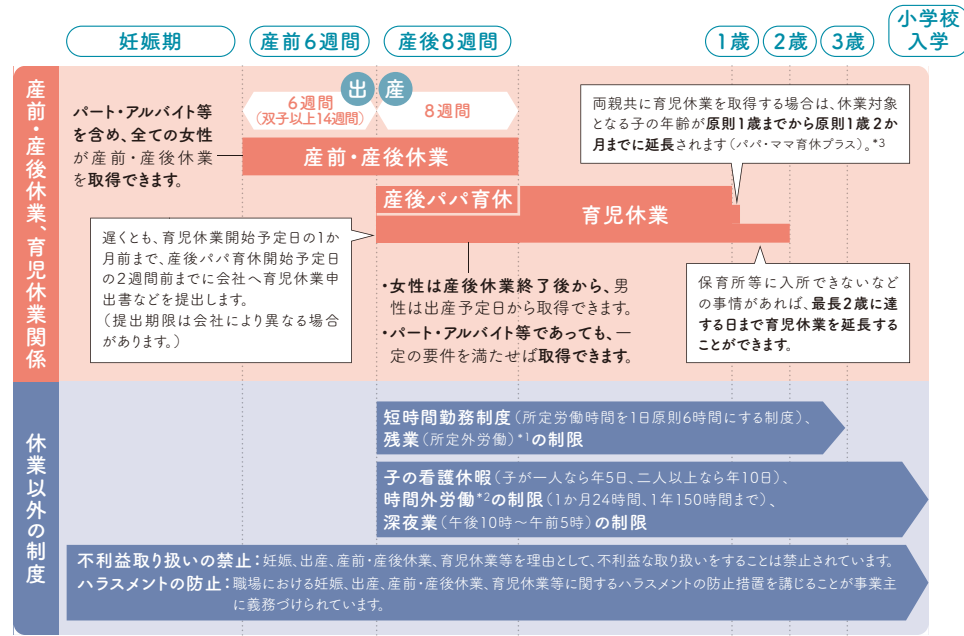 妊娠期
産前6週間
産後8週間
1歳
2歳
3歳
小学校
入学
産前・産後休業、育児休業関係
パート・アルバイト等
を含め、全ての女性
が産前・産後休業
を取得できます。
6週間
(双子以上14週間)
出
産
8週間
産前・産後休業
両親共に育児休業を取得する場合は、休業対象
となる子の年齢が原則1歳までから原則1歳2か
月までに延長されます(パパ・ママ育休プラス)。*3
産後パパ育休
育児休業
遅くとも、育児休業開始予定日の1か
月前まで、産後パパ育休開始予定日
の2週間前までに会社へ育児休業申
出書などを提出します。
(提出期限は会社により異なる場合
があります。)
・女性は産後休業終了後から、男
性は出産予定日から取得できます。
・パート・アルバイト等であっても、一
定の要件を満たせば取得できます。
保育所等に入所できないなど
の事情があれば、最長2歳に達
する日まで育児休業を延長する
ことができます。
休業以外の制度
短時間勤務制度(所定労働時間を1日原則6時間にする制度)、
残業(所定外労働)*1の制限
子の看護休暇(子が一人なら年5日、二人以上なら年10日)、
時間外労働*2の制限(1か月24時間、1年150時間まで)、
深夜業(午後10時〜午前5時)の制限
不利益取り扱いの禁止:妊娠、出産、産前・産後休業、育児休業等を理由として、不利益な取り扱いをすることは禁止されています。
ハラスメントの防止:職場における妊娠、出産、産前・産後休業、育児休業等に関するハラスメントの防止措置を講じることが事業主
に義務づけられています。